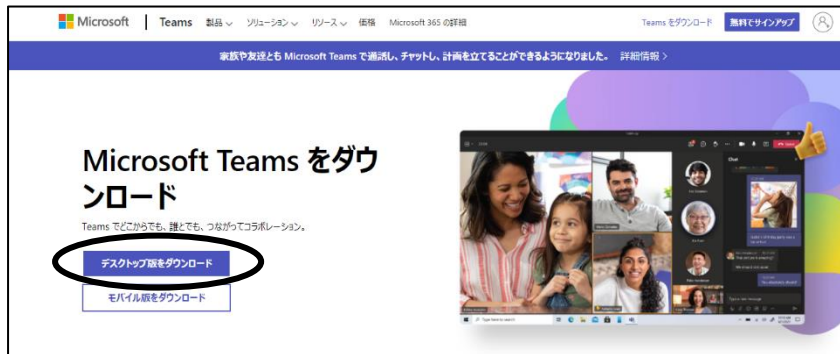 Microsoft Teams 製品 ソリューション リソース 価格 Microsoft 365 の詳細 Teams をダウンロード 無料でサインアップ
家族や友達とも Microsoft Teams で通話し、チャットし、計画を立てることができるようになりました。 詳細情報 >
Microsoft Teams をダウ
ンロード
Teams でどこからでも、誰とでも、つながってコラボレーション。
デスクトップ版をダウンロード
モバイル版をダウンロード
Chat